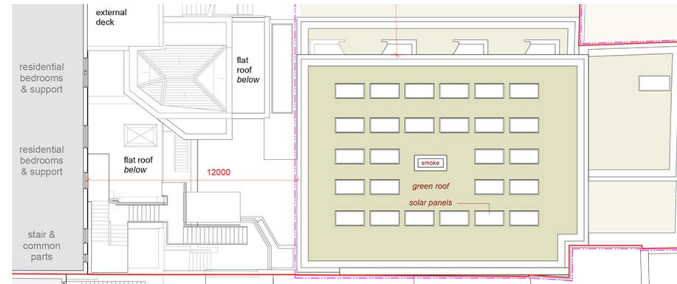 external
deck
residential
bedrooms
& support
flat
roof
below
residential
bedrooms
& support
flat roof
below
12000
smoke
green roof
solar panels
stair &
common
parts